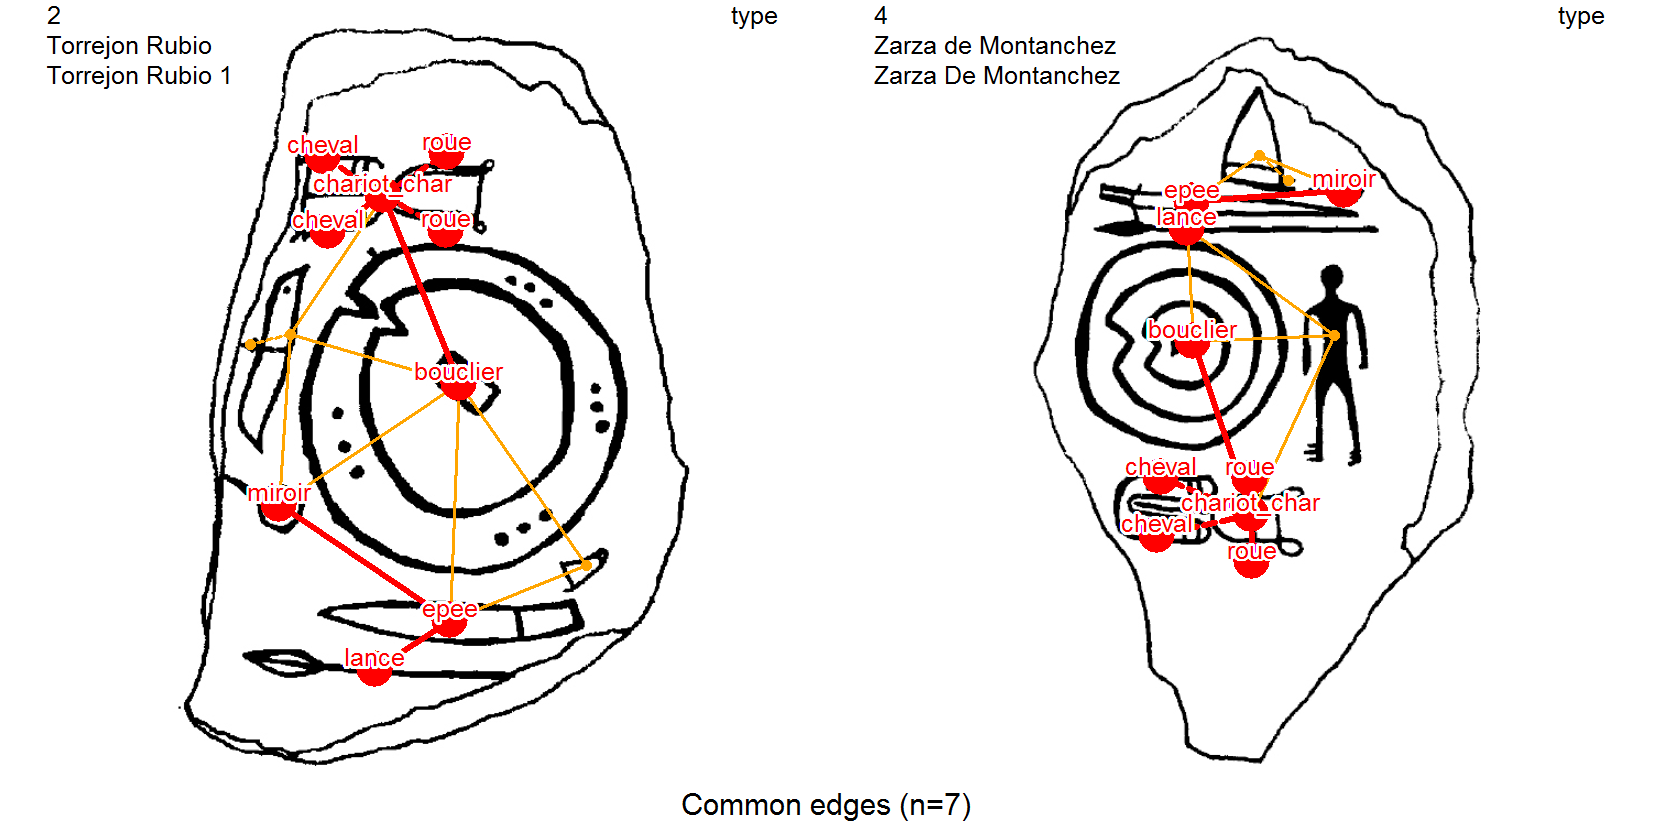 2
Torrejon Rubio
Torrejon Rubio 1
type
cheval
roue
chariot_char
cheval
roue
bouclier
miroir
epee
lance
4
Zarza de Montanchez
Zarza De Montanchez
type
epee
miroir
lance
bouclier
cheval
roue
chariot_char
cheval
roue
Common edges (n=7)